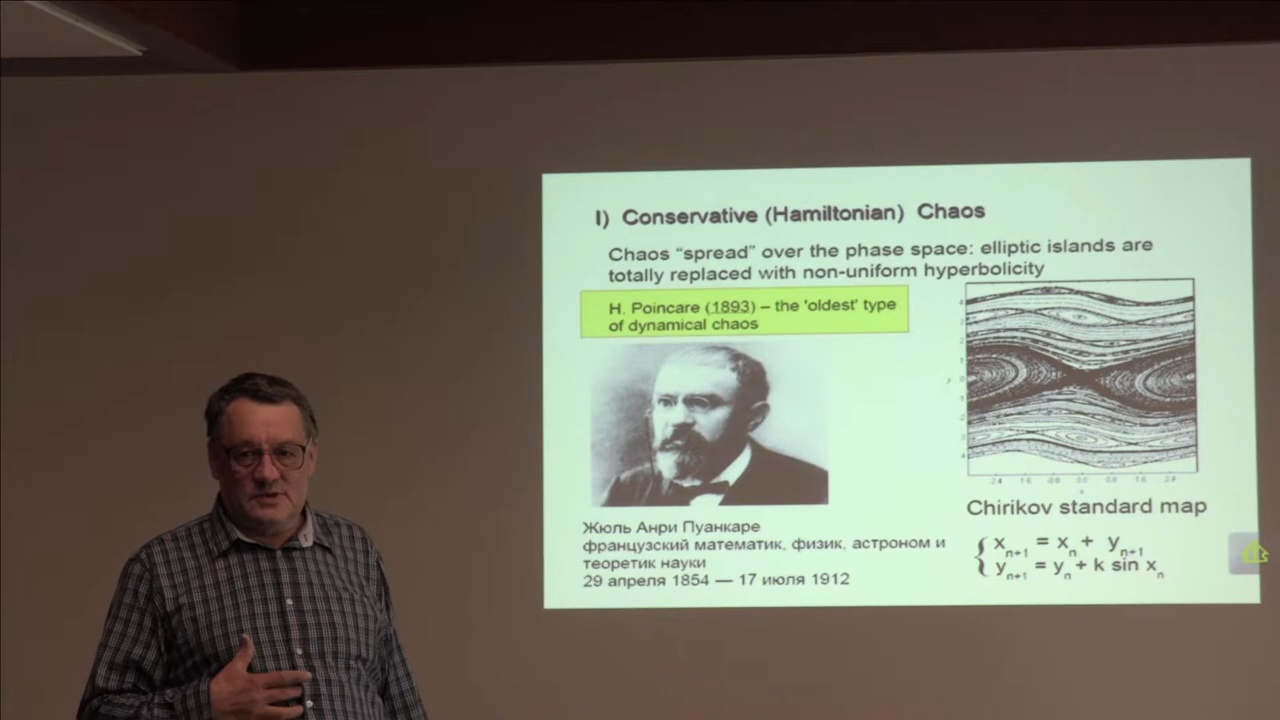 I) Conservative (Hamiltonian) Chaos
Chaos “spread” over the phase space: elliptic islands are
totally replaced with non-uniform hyperbolicity
H. Poincare (1893) – the 'oldest' type
of dynamical chaos
Жюль Анри Пуанкаре
французский математик, физик, астроном и
теоретик науки
29 апреля 1854 — 17 июля 1912
Chirikov standard map
x_{n+1} = x_n + y_{n+1}
y_{n+1} = y_n + k sin x_n